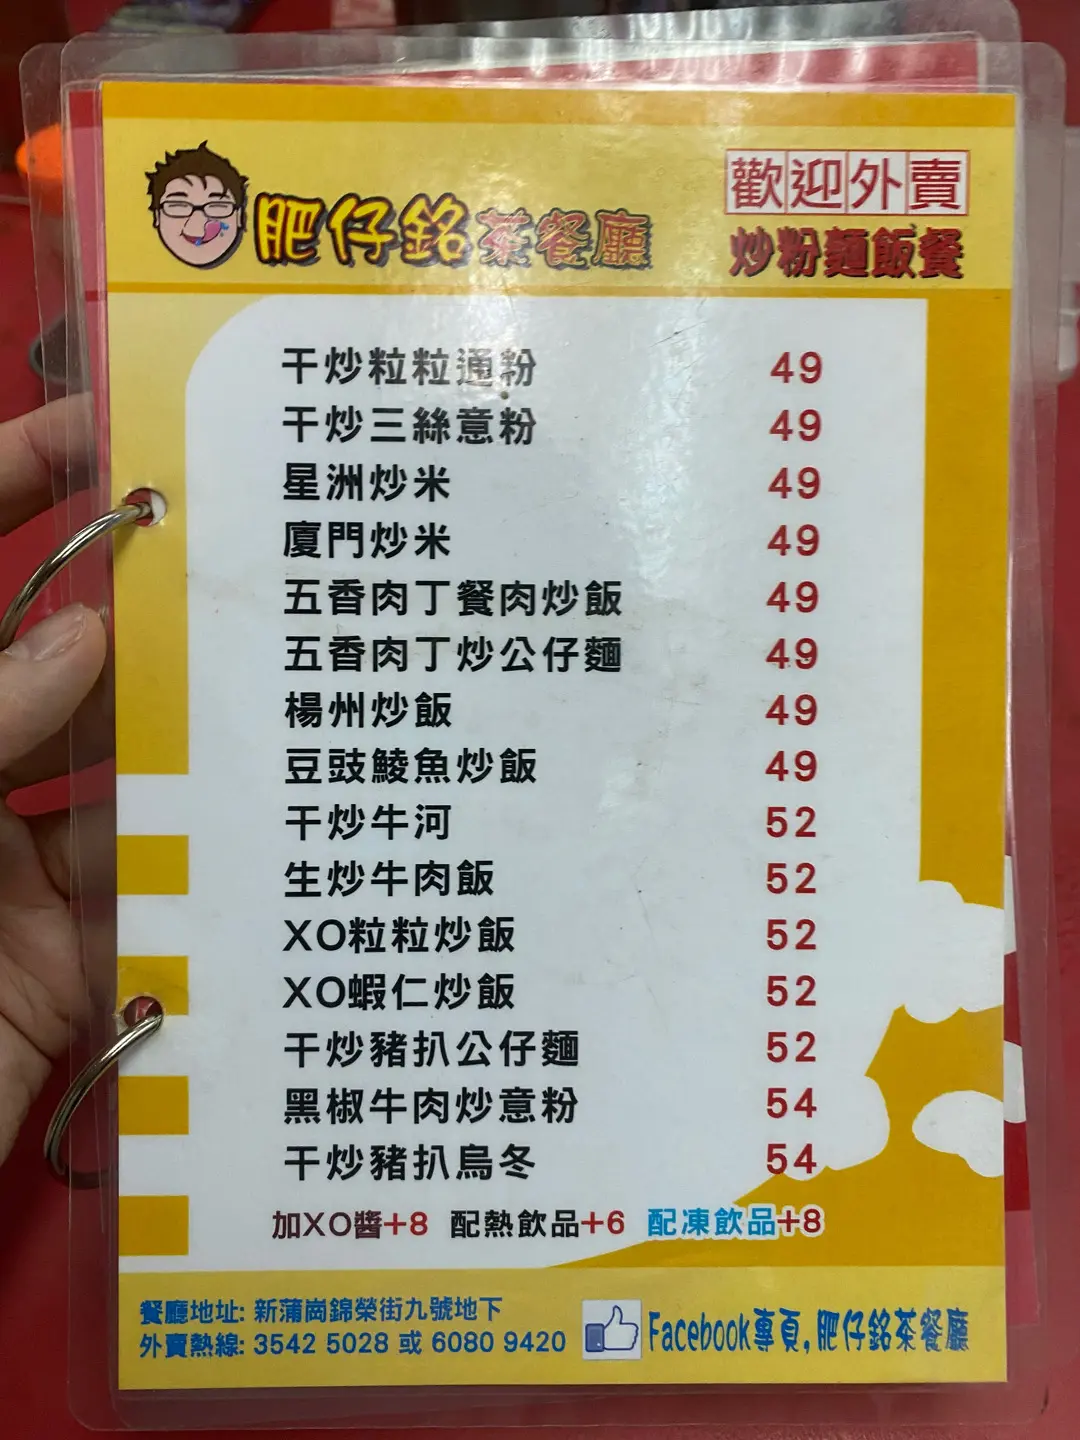 肥仔銘茶餐廳
歡迎外賣
炒粉麵飯餐
干炒粒粒通粉 49
干炒三絲意粉 49
星洲炒米 49
廈門炒米 49
五香肉丁餐肉炒飯 49
五香肉丁炒公仔麵 49
楊州炒飯 49
豆豉鯪魚炒飯 49
干炒牛河 52
生炒牛肉飯 52
XO粒粒炒飯 52
XO蝦仁炒飯 52
干炒豬扒公仔麵 52
黑椒牛肉炒意粉 54
干炒豬扒烏冬 54
加XO醬+8 配熱飲品+6 配凍飲品+8
餐廳地址: 新蒲崗錦榮街九號地下
外賣熱線: 3542 5028 或 6080 9420
Facebook專頁,肥仔銘茶餐廳